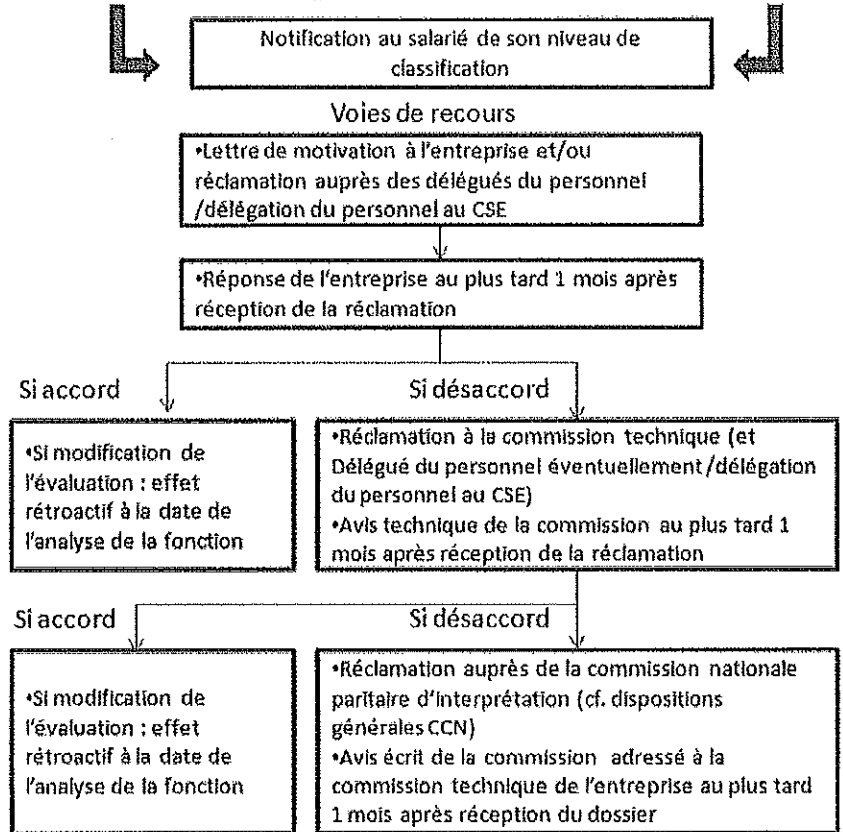 Notification au salarié de son niveau de
classification
Voies de recours
•Lettre de motivation à l'entreprise et/ou
réclamation auprès des délégués du personnel
/délégation du personnel au CSE
•Réponse de l'entreprise au plus tard 1 mois après
réception de la réclamation
Si accord
•Si modification de
l'évaluation : effet
rétroactif à la date de
l'analyse de la fonction
Si désaccord
•Réclamation à la commission technique (et
Délégué du personnel éventuellement /délégation
du personnel au CSE)
•Avis technique de la commission au plus tard 1
mois après réception de la réclamation
Si accord
•Si modification de
l'évaluation : effet
rétroactif à la date de
l'analyse de la fonction
Si désaccord
•Réclamation auprès de la commission nationale
paritaire d'interprétation (cf. dispositions
générales CCN)
•Avis écrit de la commission adressé à la
commission technique de l'entreprise au plus tard
1 mois après réception du dossier